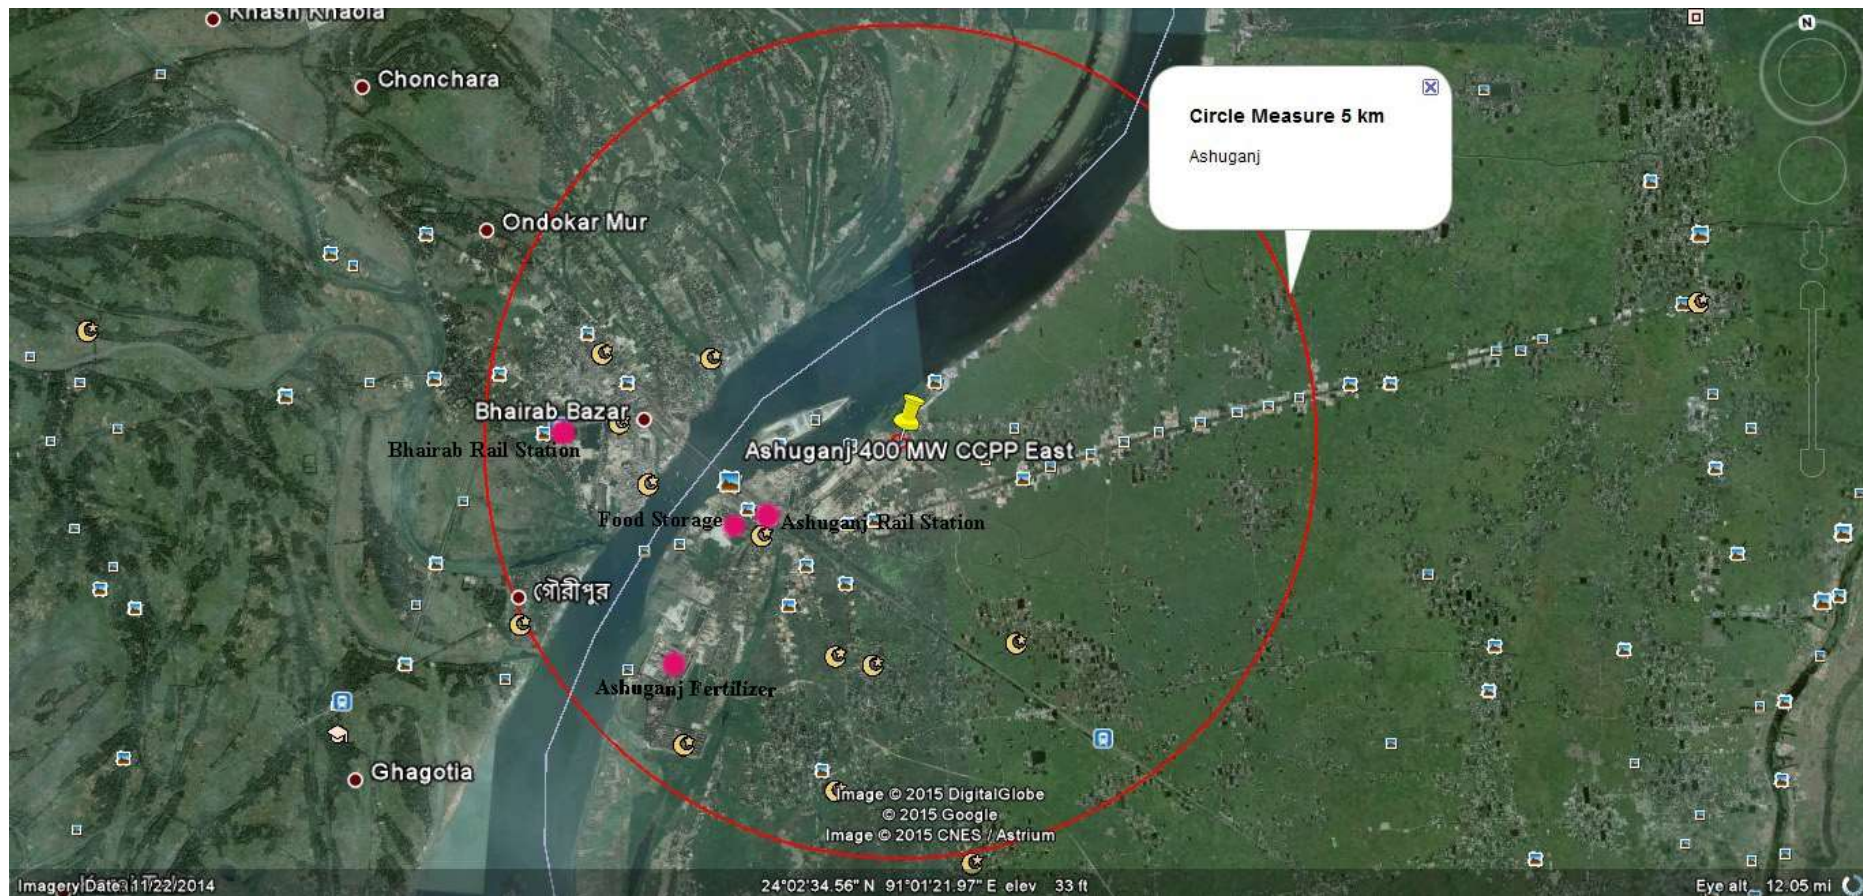 Khash Khaola
Chonchara
N
Circle Measure 5 km
Ashuganj
Ondokar Mur
Bhairab Bazar
Bhairab Rail Station
Ashuganj 400 MW CCPP East
Food Storage
Ashuganj Rail Station
গৌরীপুর
Ashuganj Fertilizer
Ghagotia
Image © 2015 DigitalGlobe
© 2015 Google
Image © 2015 CNES / Astrium
Imagery Date: 11/22/2014
24°02'34.56" N 91°01'21.97" E elev 33 ft
Eye alt 12.05 mi